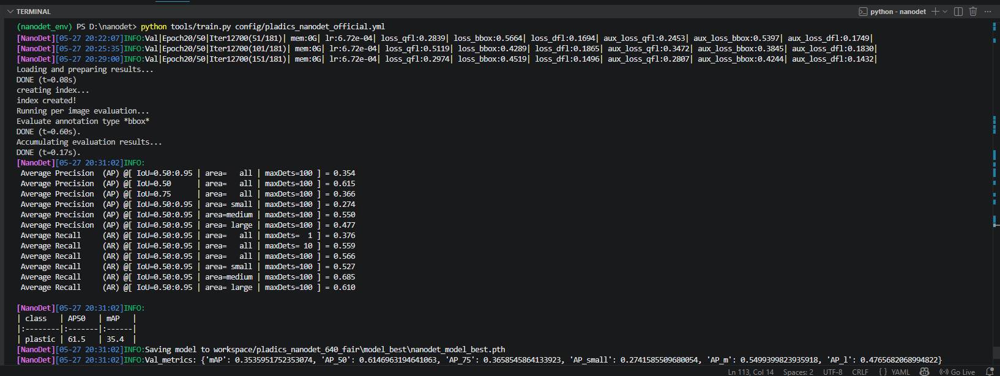 TERMINAL
python - nanodet
(nanodet_env) PS D:\nanodet> python tools/train.py config/pladics_nanodet_official.yml
[NanoDet][05-27 20:22:07]INFO:Val|Epoch20/50|Iter12700(51/181)| mem:0G| lr:6.72e-04| loss_qfl:0.2839| loss_bbox:0.5664| loss_dfl:0.1694| aux_loss_qfl:0.2453| aux_loss_bbox:0.5397| aux_loss_dfl:0.1749|
[NanoDet][05-27 20:25:35]INFO:Val|Epoch20/50|Iter12700(101/181)| mem:0G| lr:6.72e-04| loss_qfl:0.5119| loss_bbox:0.4289| loss_dfl:0.1865| aux_loss_qfl:0.3472| aux_loss_bbox:0.3845| aux_loss_dfl:0.1830|
[NanoDet][05-27 20:29:00]INFO:Val|Epoch20/50|Iter12700(151/181)| mem:0G| lr:6.72e-04| loss_qfl:0.2974| loss_bbox:0.4519| loss_dfl:0.1496| aux_loss_qfl:0.2807| aux_loss_bbox:0.4244| aux_loss_dfl:0.1432|
Loading and preparing results...
DONE (t=0.08s)
creating index...
index created!
Running per image evaluation...
Evaluate annotation type *bbox*
DONE (t=0.60s).
Accumulating evaluation results...
DONE (t=0.17s).
[NanoDet][05-27 20:31:02]INFO:
Average Precision  (AP) @[ IoU=0.50:0.95 | area=   all | maxDets=100 ] = 0.354
Average Precision  (AP) @[ IoU=0.50      | area=   all | maxDets=100 ] = 0.615
Average Precision  (AP) @[ IoU=0.75      | area=   all | maxDets=100 ] = 0.366
Average Precision  (AP) @[ IoU=0.50:0.95 | area= small | maxDets=100 ] = 0.274
Average Precision  (AP) @[ IoU=0.50:0.95 | area=medium | maxDets=100 ] = 0.550
Average Precision  (AP) @[ IoU=0.50:0.95 | area= large | maxDets=100 ] = 0.477
Average Recall     (AR) @[ IoU=0.50:0.95 | area=   all | maxDets=  1 ] = 0.376
Average Recall     (AR) @[ IoU=0.50:0.95 | area=   all | maxDets= 10 ] = 0.559
Average Recall     (AR) @[ IoU=0.50:0.95 | area=   all | maxDets=100 ] = 0.566
Average Recall     (AR) @[ IoU=0.50:0.95 | area= small | maxDets=100 ] = 0.527
Average Recall     (AR) @[ IoU=0.50:0.95 | area=medium | maxDets=100 ] = 0.685
Average Recall     (AR) @[ IoU=0.50:0.95 | area= large | maxDets=100 ] = 0.610
[NanoDet][05-27 20:31:02]INFO:
| class   | AP50   | mAP   |
|:--------|:-------|:------|
| plastic | 61.5   | 35.4  |
[NanoDet][05-27 20:31:02]INFO:Saving model to workspace/pladics_nanodet_640_fair\model_best\nanodet_model_best.pth
[NanoDet][05-27 20:31:02]INFO:Val_metrics: {'mAP': 0.3535951752353074, 'AP_50': 0.6146963194641063, 'AP_75': 0.3658545864133923, 'AP_small': 0.2741585509680054, 'AP_m': 0.5499399823935918, 'AP_l': 0.4765682068994822}
Ln 113, Col 14  Spaces: 2  UTF-8  CRLF  { } YAML  Go Live